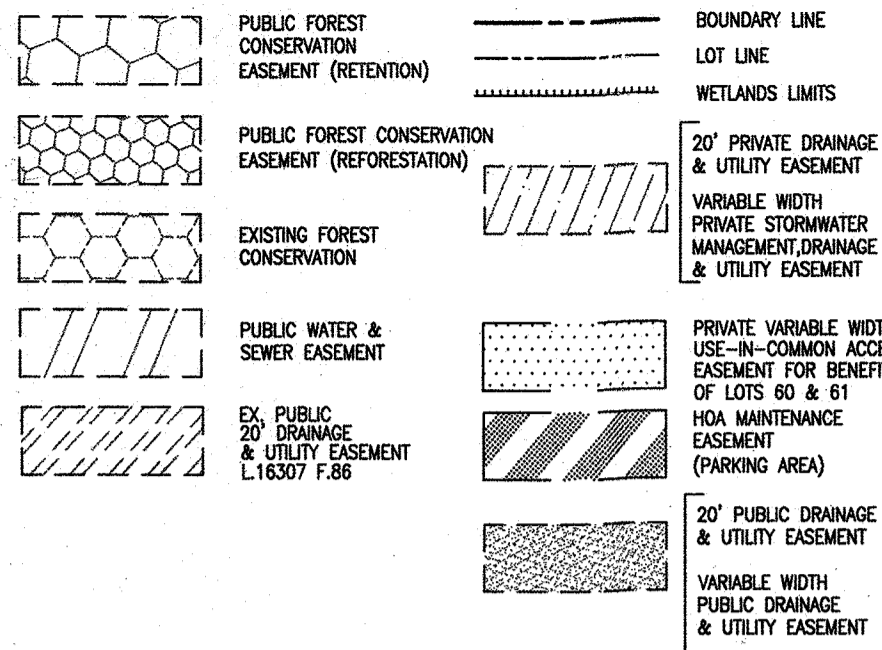 PUBLIC FOREST
CONSERVATION
EASEMENT (RETENTION)
PUBLIC FOREST CONSERVATION
EASEMENT (REFORESTATION)
EXISTING FOREST
CONSERVATION
PUBLIC WATER &
SEWER EASEMENT
EX. PUBLIC
20' DRAINAGE
& UTILITY EASEMENT
L.16307 F.86
BOUNDARY LINE
LOT LINE
WETLANDS LIMITS
20' PRIVATE DRAINAGE
& UTILITY EASEMENT
VARIABLE WIDTH
PRIVATE STORMWATER
MANAGEMENT,DRAINAGE
& UTILITY EASEMENT
PRIVATE VARIABLE WIDT
USE-IN-COMMON ACCE
EASEMENT FOR BENEFI
OF LOTS 60 & 61
HOA MAINTENANCE
EASEMENT
(PARKING AREA)
20' PUBLIC DRAINAGE
& UTILITY EASEMENT
VARIABLE WIDTH
PUBLIC DRAINAGE
& UTILITY EASEMENT